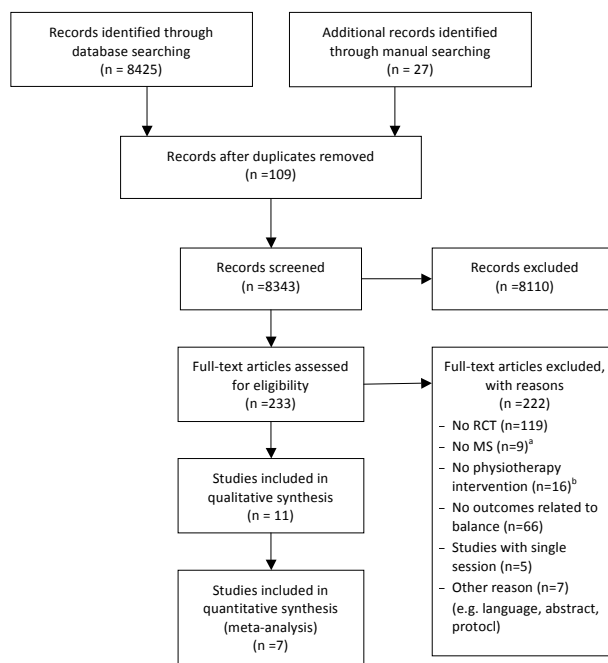 Records identified through
database searching
(n = 8425)
Additional records identified
through manual searching
(n = 27)
Records after duplicates removed
(n =109)
Records screened
(n =8343)
Records excluded
(n =8110)
Full-text articles assessed
for eligibility
(n =233)
Full-text articles excluded,
with reasons
(n =222)
– No RCT (n=119)
– No MS (n=9)a
– No physiotherapy
intervention (n=16)b
– No outcomes related to
balance (n=66)
– Studies with single
session (n=5)
– Other reason (n=7)
(e.g. language, abstract,
protocl)
Studies included in
qualitative synthesis
(n = 11)
Studies included in
quantitative synthesis
(meta-analysis)
(n =7)